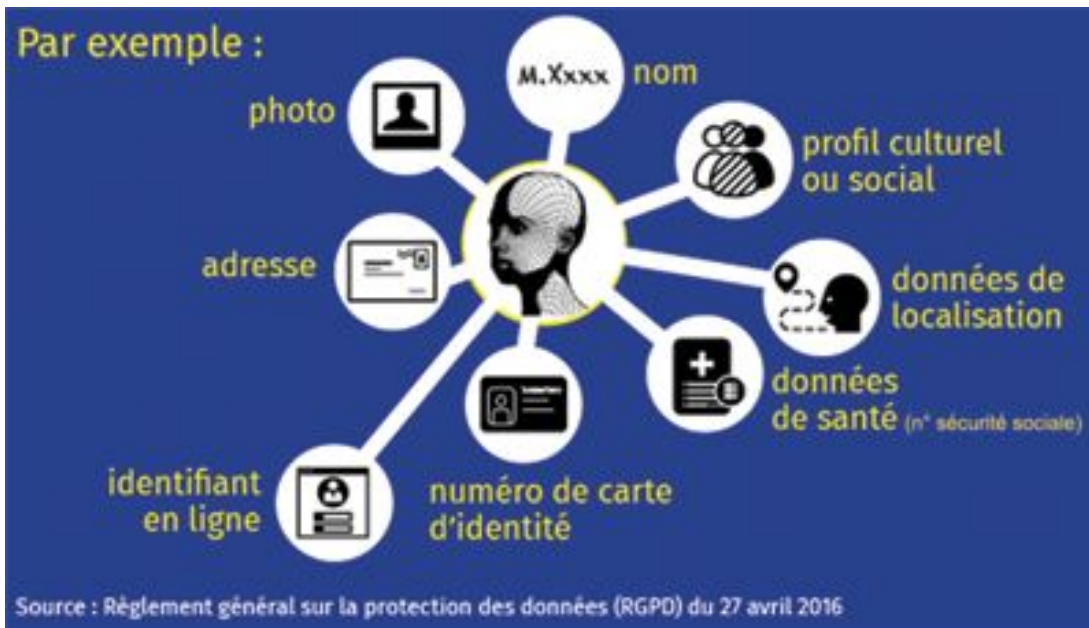 Par exemple :
M.Xxxx
nom
photo
profil culturel
ou social
adresse
données de
localisation
données
de santé (n° sécurité sociale)
identifiant
en ligne
numéro de carte
d'identité
Source : Règlement général sur la protection des données (RGPD) du 27 avril 2016